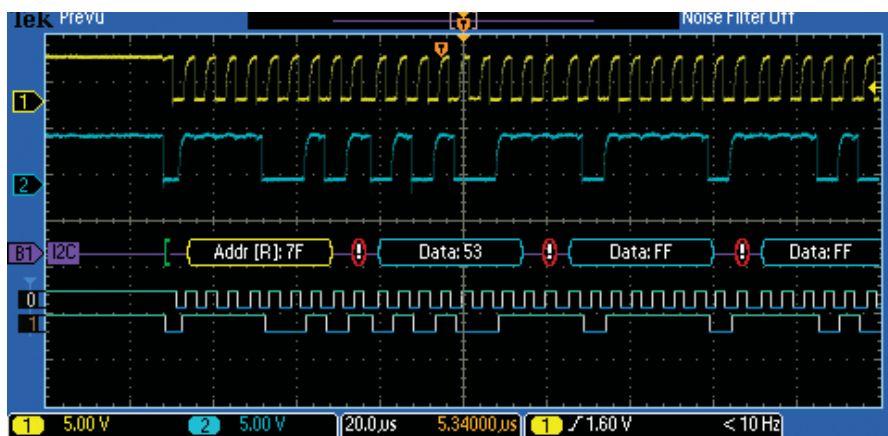 Tek PreVu
T
Noise Filter Off
T
1
2
B1 I2C
[ Addr [R]: 7F ! Data: 53 ! Data: FF ! Data: FF
0
1
1 5.00 V 2 5.00 V 20.0µs 5.34000µs 1 1.60 V < 10 Hz